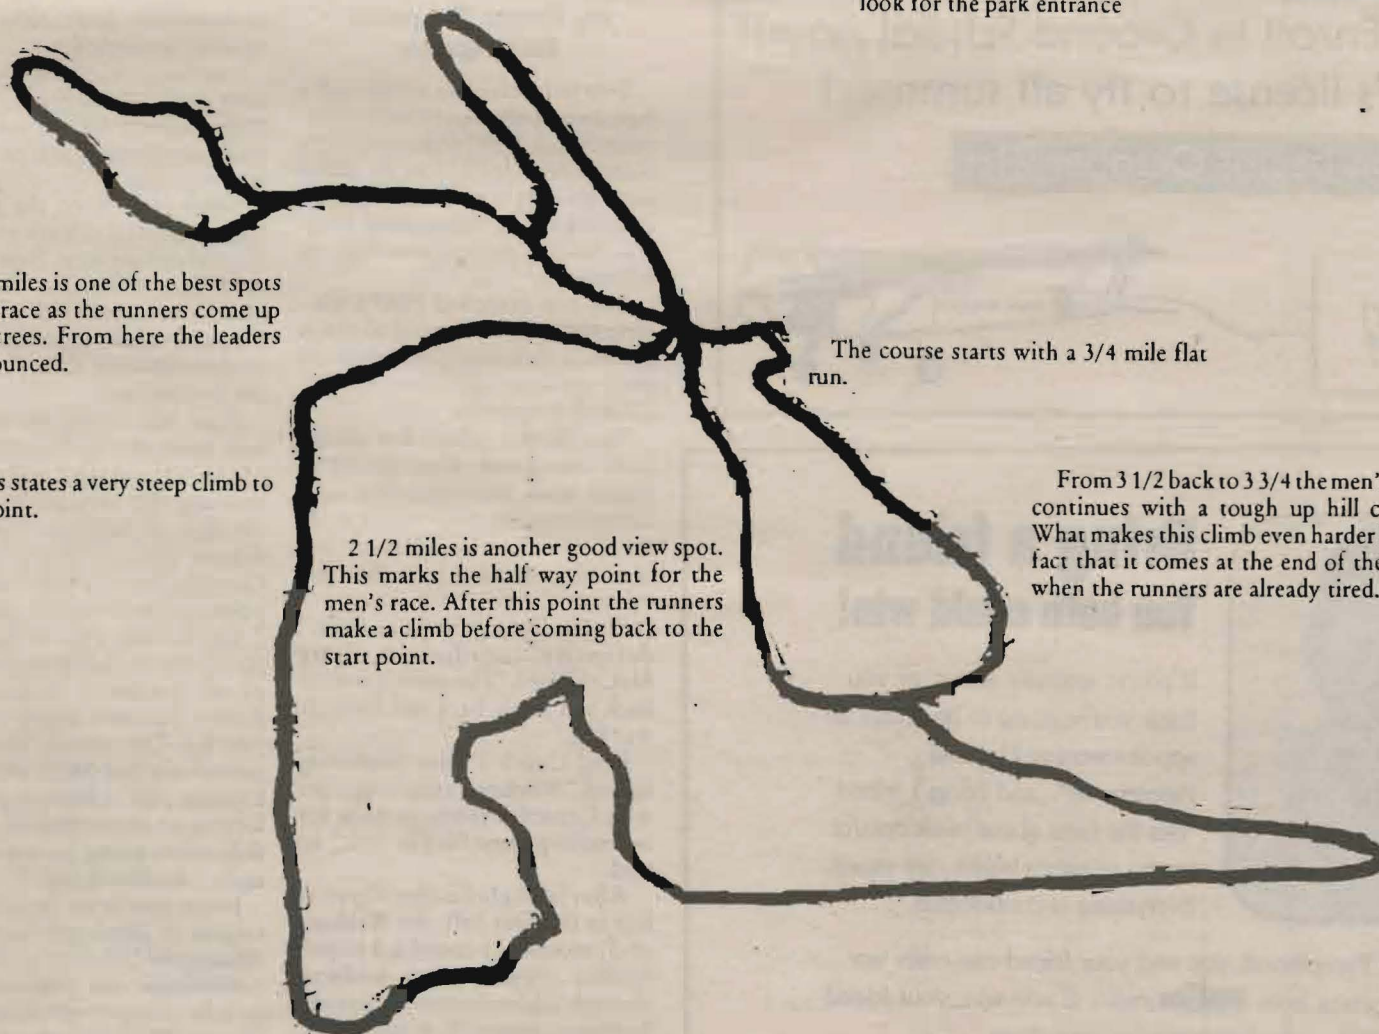 look for the park entrance
miles is one of the best spots
race as the runners come up
trees. From here the leaders
The course starts with a 3/4 mile flat
run.
s states a very steep climb to
From 3 1/2 back to 3 3/4 the men'
continues with a tough up hill c
What makes this climb even harder
fact that it comes at the end of the
when the runners are already tired.
2 1/2 miles is another good view spot.
This marks the half way point for the
men's race. After this point the runners
make a climb before coming back to the
start point.